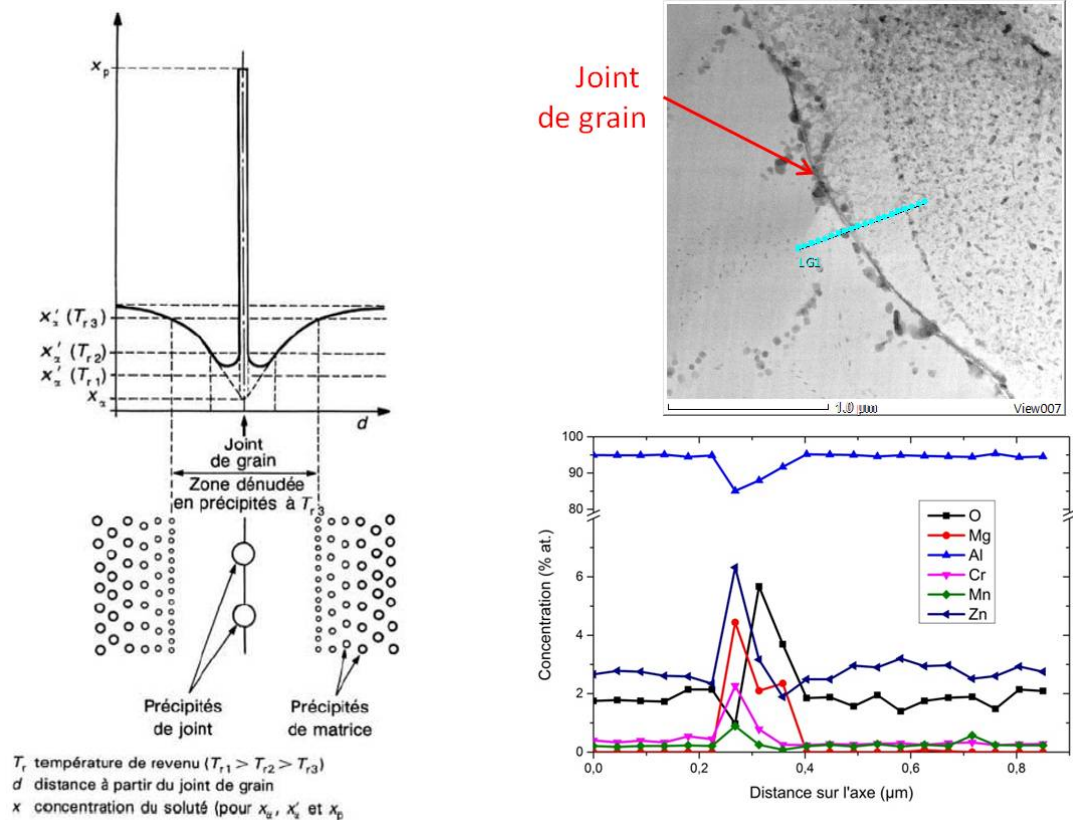 x_p
x'_α (T_r3)
x'_α (T_r2)
x'_α (T_r1)
x_α
d
Joint
de grain
Zone dénudée
en précipités à T_r3
Précipités
de joint
Précipités
de matrice
T_r température de revenu (T_r1 > T_r2 > T_r3)
d distance à partir du joint de grain
x concentration du soluté (pour x_α, x'_α et x_p
Joint
de grain
LG1
1.0 µm
View007
Concentration (% at.)
100
95
90
85
80
6
4
2
0
O
Mg
Al
Cr
Mn
Zn
0,0 0,2 0,4 0,6 0,8
Distance sur l'axe (µm)